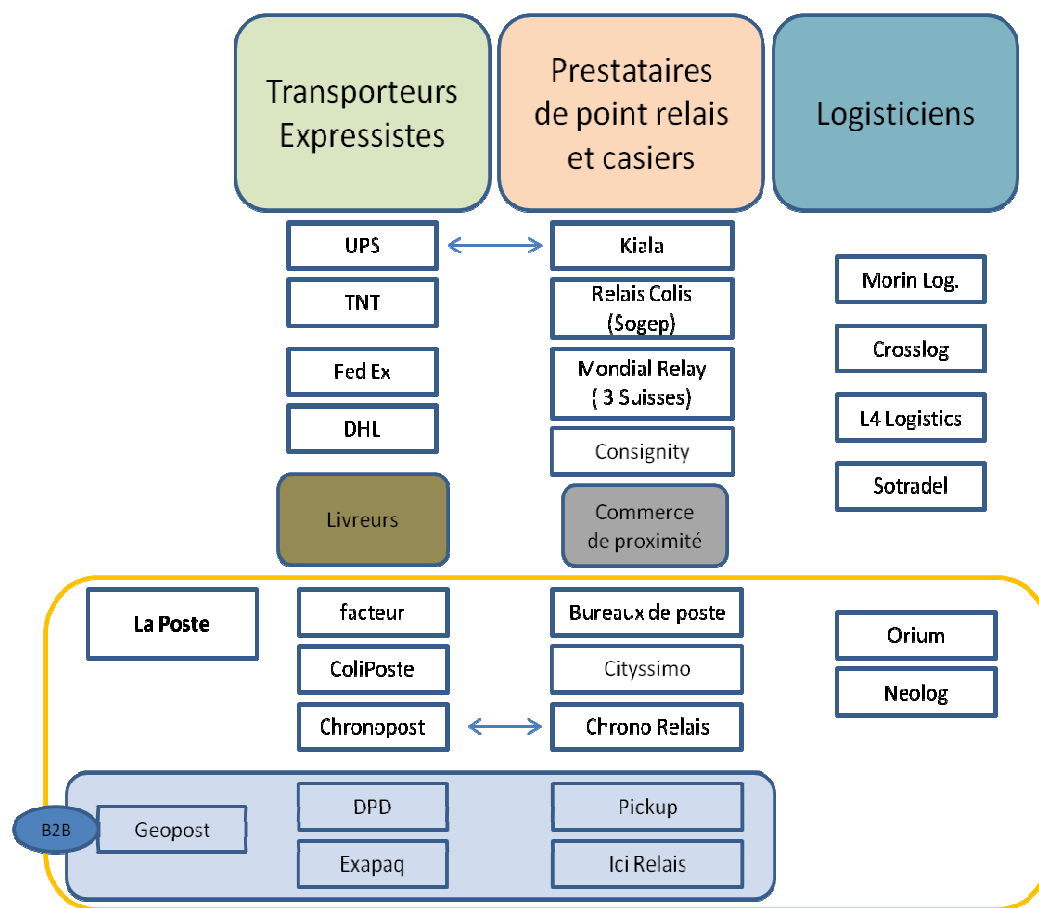 Transporteurs
Expressistes
Prestataires
de point relais
et casiers
Logisticiens
UPS
Kiala
TNT
Relais Colis
(Sogep)
Morin Log.
Fed Ex
Mondial Relay
( 3 Suisses)
Crosslog
DHL
Consignity
L4 Logistics
Sotradel
Livreurs
Commerce
de proximité
La Poste
facteur
Bureaux de poste
Orium
ColiPoste
Cityssimo
Neolog
Chronopost
Chrono Relais
B2B
Geopost
DPD
Pickup
Exapaq
Ici Relais